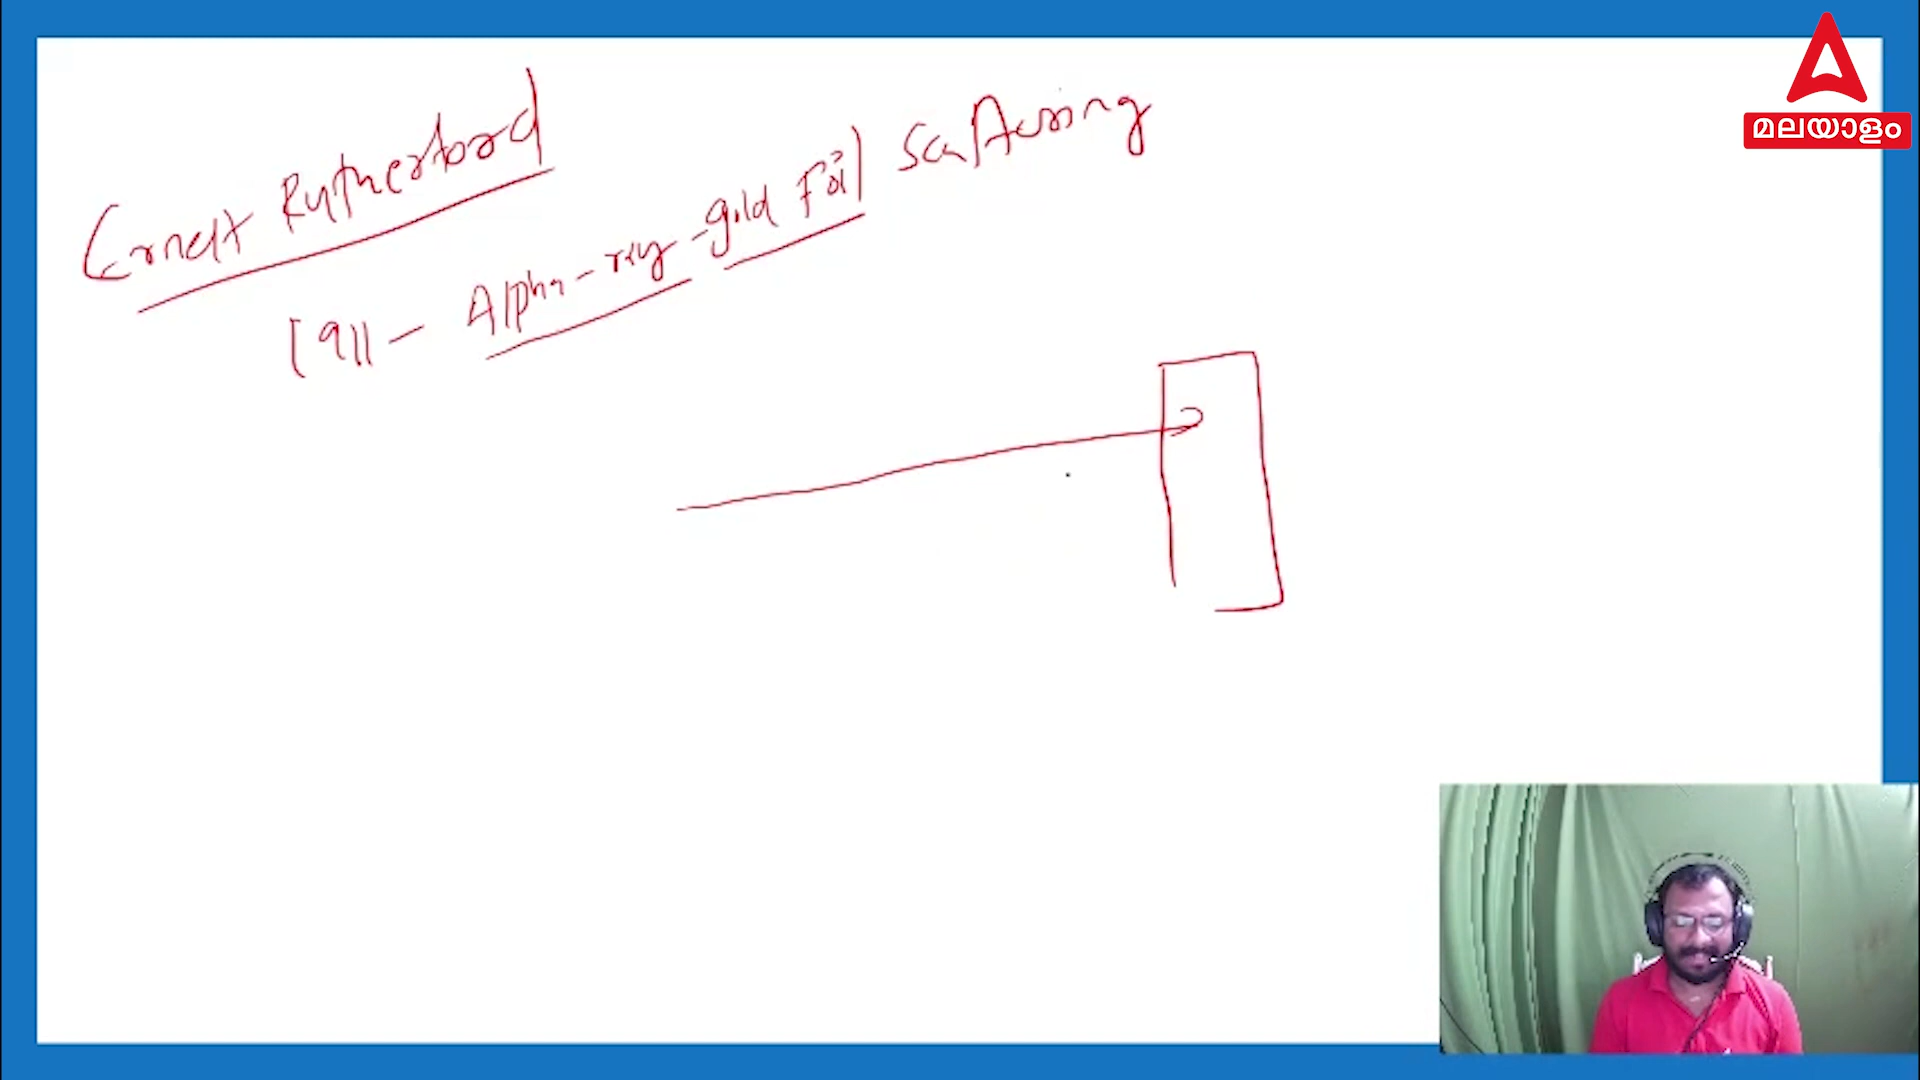 Ernest Rutherford
1911 - Alpha-ray-gold Foil Scattering
മലയാളം